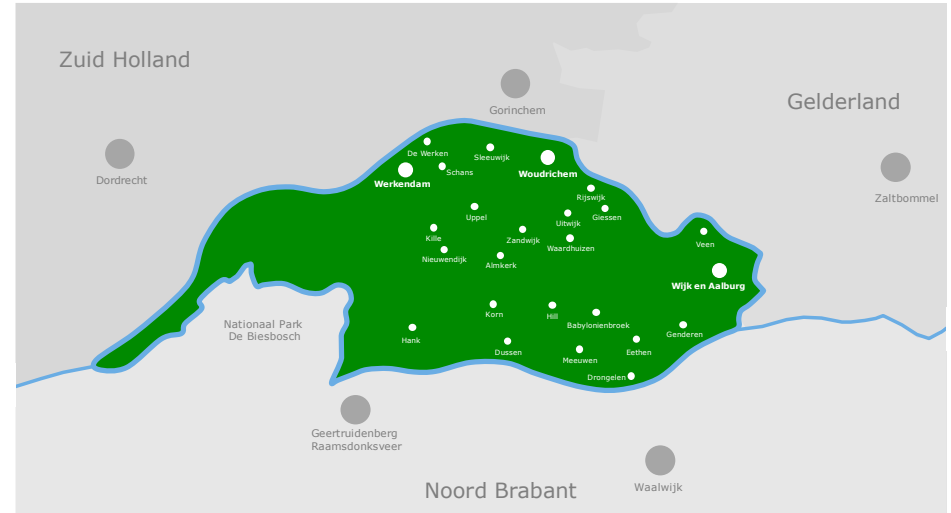 Zuid Holland
Gorinchem
Gelderland
Dordrecht
Zaltbommel
De Werken
Sleeuwijk
Schans
Woudrichem
Werkendam
Rijswijk
Uppel
Uitwijk
Giessen
Kille
Zandwijk
Waardhuizen
Veen
Nieuwendijk
Almkerk
Wijk en Aalburg
Korn
Hill
Babylonienbroek
Genderen
Nationaal Park
De Biesbosch
Hank
Dussen
Meeuwen
Eethen
Drongelen
Geertruidenberg
Raamsdonksveer
Noord Brabant
Waalwijk